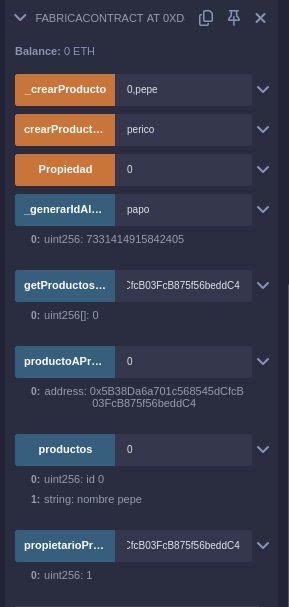 FABRICACONTRACT AT 0XD
Balance: 0 ETH
_crearProducto 0,pepe
crearProduct... perico
Propiedad 0
_generarIdAl... papo
0: uint256: 7331414915842405
getProductos... CfcB03FcB875f56beddC4
0: uint256[]: 0
productoAPr... 0
0: address: 0x5B38Da6a701c568545dCfcB
03FcB875f56beddC4
productos 0
0: uint256: id 0
1: string: nombre pepe
propietarioPr... CfcB03FcB875f56beddC4
0: uint256: 1